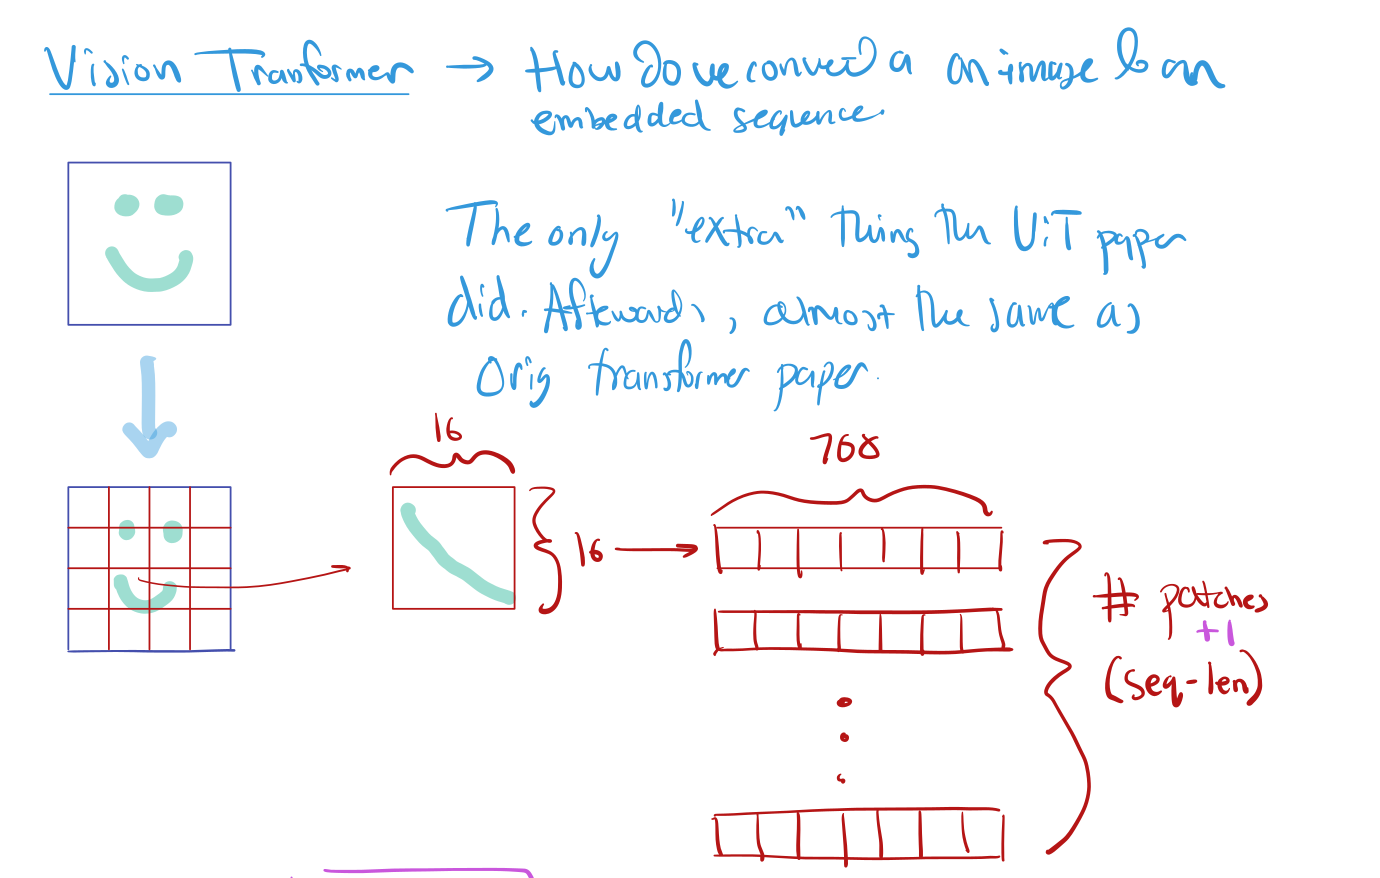 Vision Transformer → How do we convert a an image to an
embedded sequence.
The only "extra" thing the ViT paper
did. Afterwards, almost the same as
Orig transformer paper.
16
768
16
# patches
+1
(seq-len)